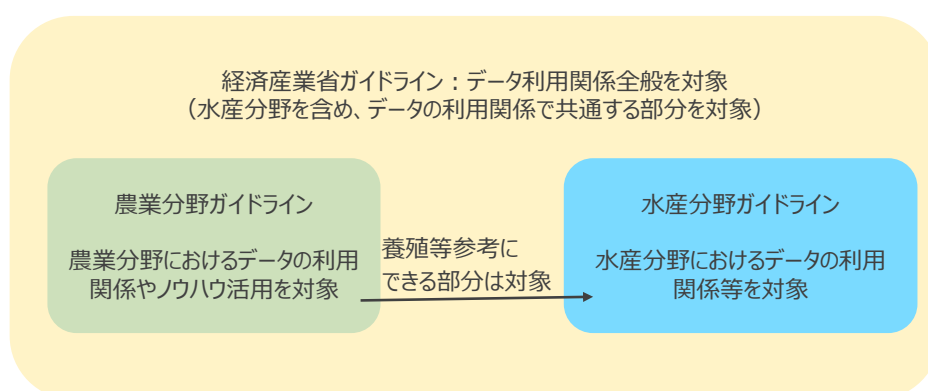 経済産業省ガイドライン：データ利用関係全般を対象
（水産分野を含め、データの利用関係で共通する部分を対象）
農業分野ガイドライン
農業分野におけるデータの利用
関係やノウハウ活用を対象
養殖等参考に
できる部分は対象
水産分野ガイドライン
水産分野におけるデータの利用
関係等を対象